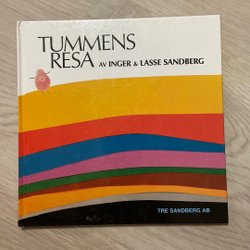 TUMMENS
RESA
AV INGER & LASSE SANDBERG
TRE SANDBERG AB